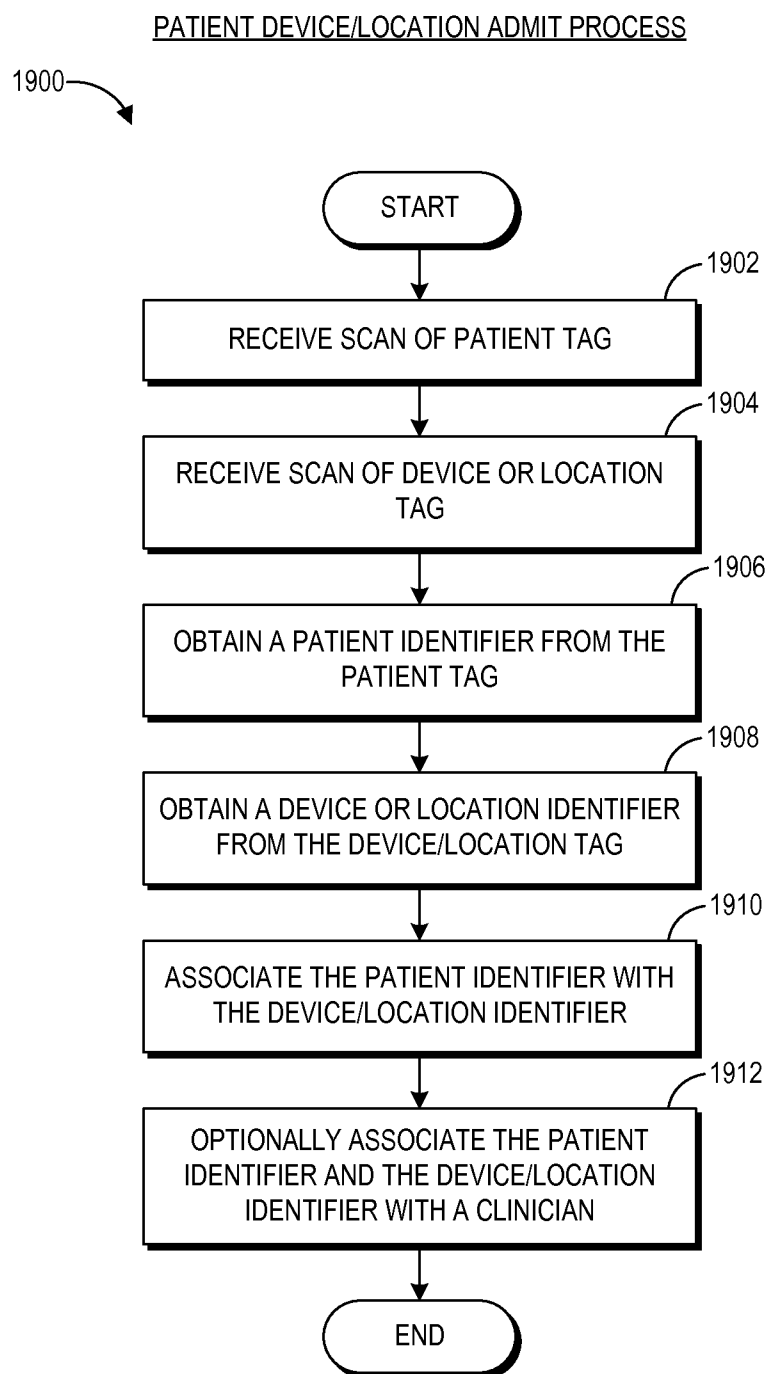 PATIENT DEVICE/LOCATION ADMIT PROCESS
1900
START
1902
RECEIVE SCAN OF PATIENT TAG
1904
RECEIVE SCAN OF DEVICE OR LOCATION
TAG
1906
OBTAIN A PATIENT IDENTIFIER FROM THE
PATIENT TAG
1908
OBTAIN A DEVICE OR LOCATION IDENTIFIER
FROM THE DEVICE/LOCATION TAG
1910
ASSOCIATE THE PATIENT IDENTIFIER WITH
THE DEVICE/LOCATION IDENTIFIER
1912
OPTIONALLY ASSOCIATE THE PATIENT
IDENTIFIER AND THE DEVICE/LOCATION
IDENTIFIER WITH A CLINICIAN
END